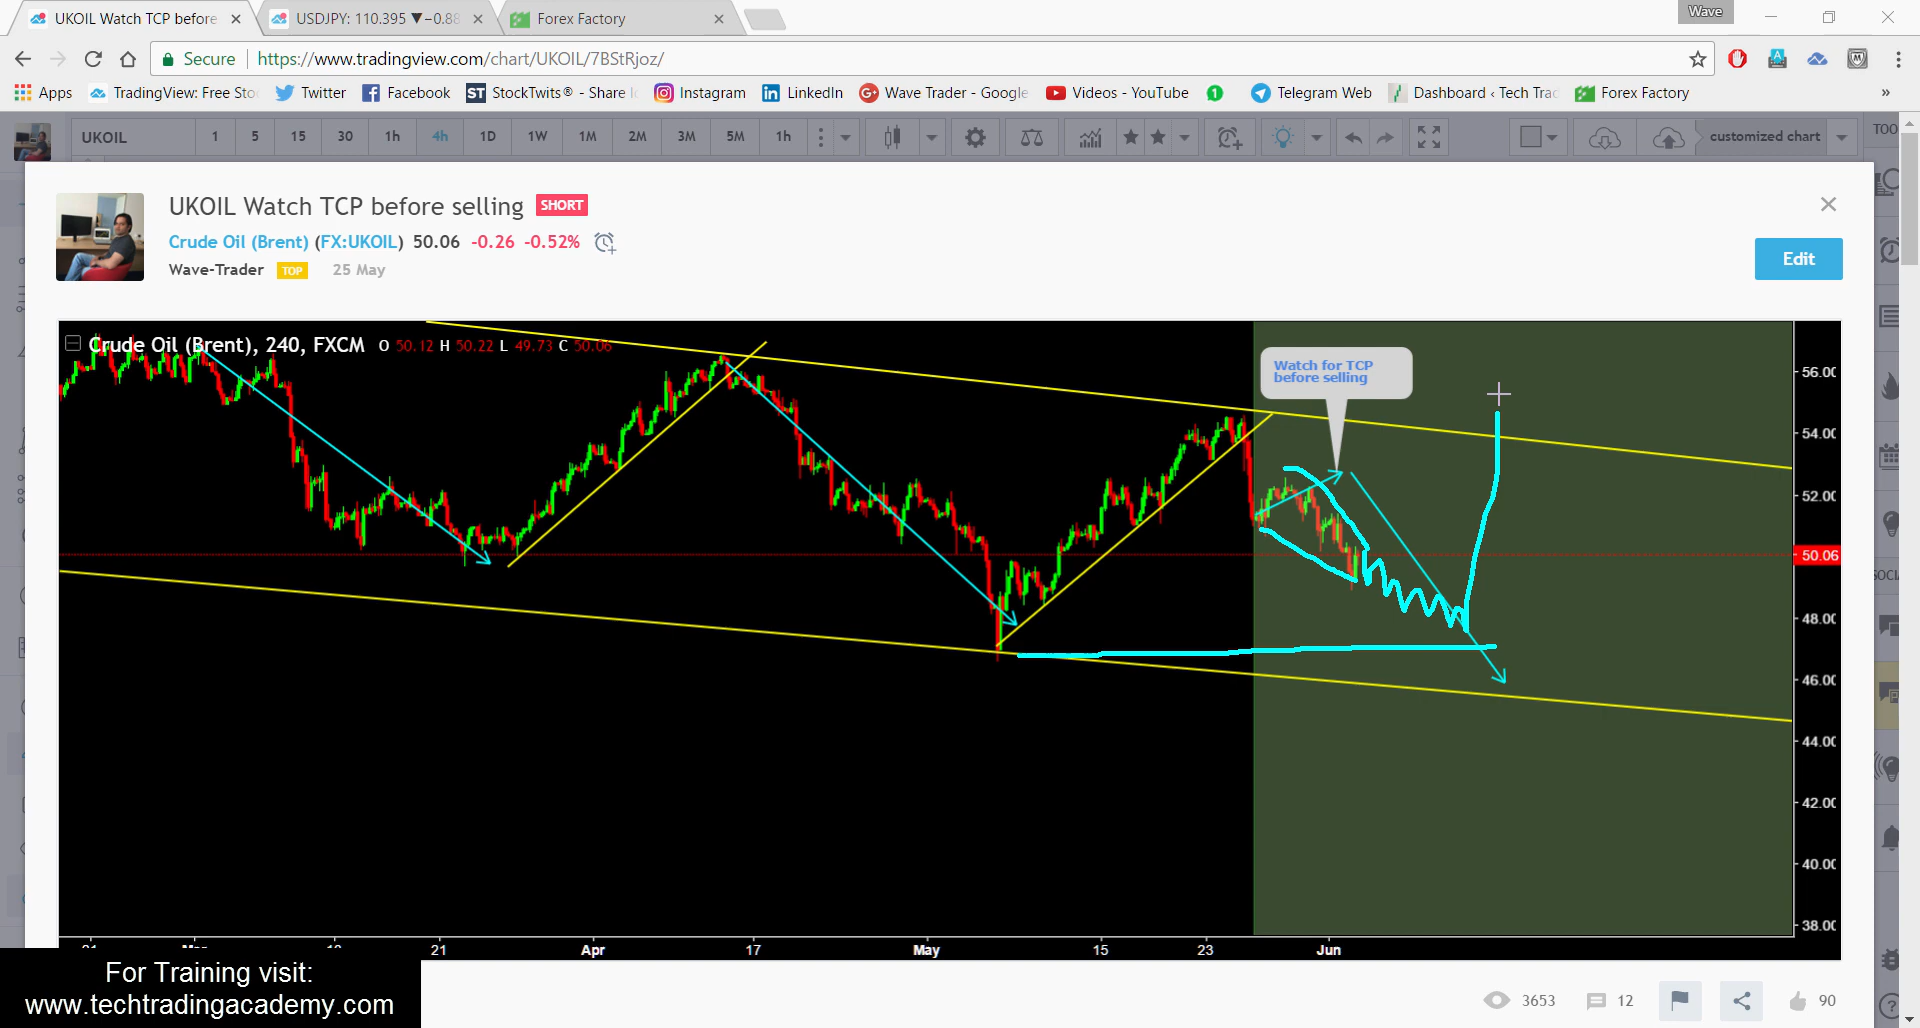 UKOIL Watch TCP before
USDJPY: 110.395 ▼−0.88
Forex Factory
Wave
Secure
https://www.tradingview.com/chart/UKOIL/7BStRjoz/
Apps
TradingView: Free Sto
Twitter
Facebook
ST StockTwits® - Share
Instagram
LinkedIn
Wave Trader - Google
Videos - YouTube
1
Telegram Web
Dashboard ‹ Tech Tra
Forex Factory
»
UKOIL 1 5 15 30 1h 4h 1D 1W 1M 2M 3M 5M 1h customized chart TOO
UKOIL Watch TCP before selling SHORT
Crude Oil (Brent) (FX:UKOIL) 50.06 -0.26 -0.52%
Wave-Trader TOP 25 May
Edit
Crude Oil (Brent), 240, FXCM O 50.12 H 50.22 L 49.73 C 50.06
Watch for TCP
before selling
56.00
54.00
52.00
50.06
48.00
46.00
44.00
42.00
40.00
38.00
21 Apr 17 May 15 23 Jun
For Training visit:
www.techtradingacademy.com
3653 12 90